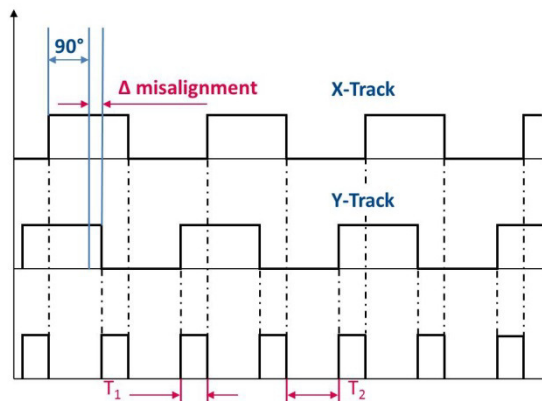 90°
Δ misalignment
X-Track
Y-Track
T₁
T₂